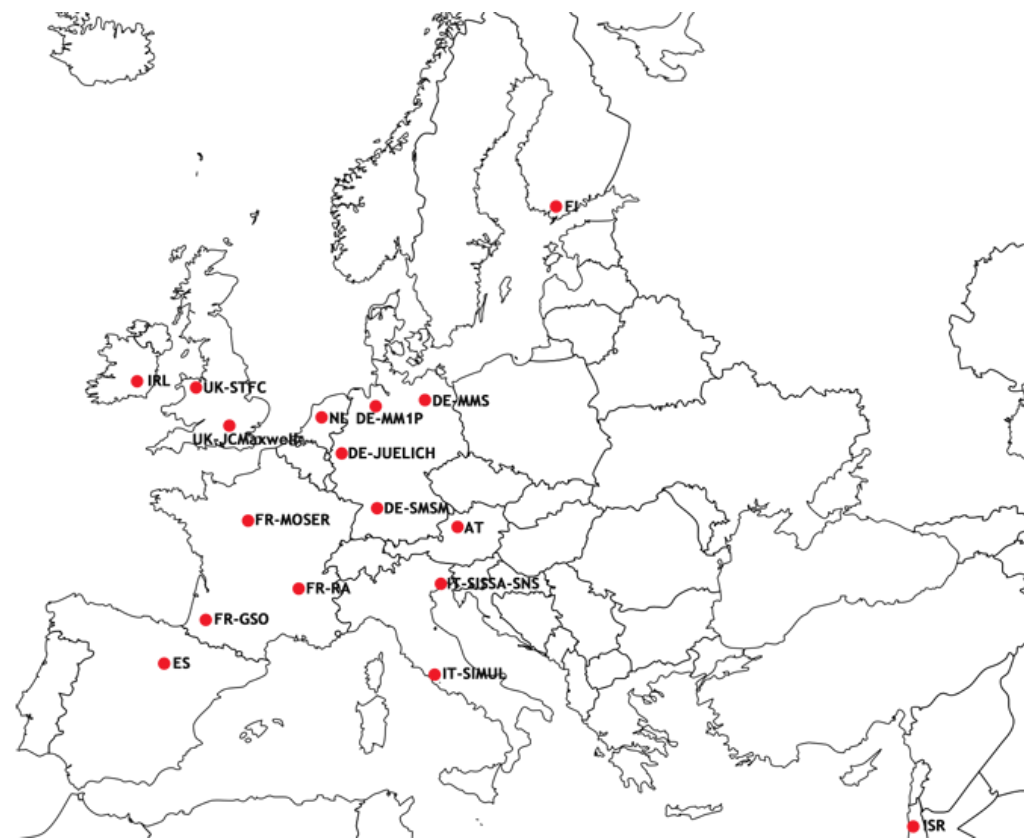 FI
IRL
UK-STFC
DE-MMS
NL
DE-MM1P
UK-JCMaxwell
DE-JUELICH
DE-SMSM
FR-MOSER
AT
IT-SISSA-SNS
FR-RA
FR-GSO
ES
IT-SIMUL
ISR